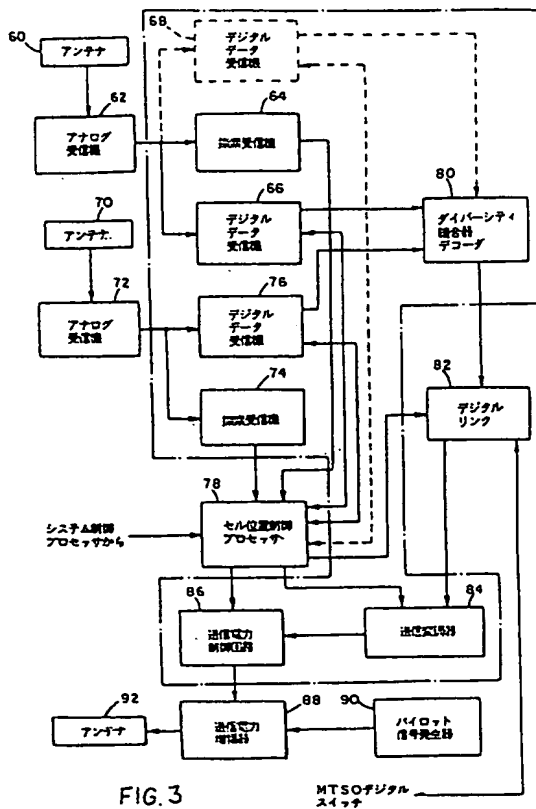 60
アンテナ
62
アナログ
受信機
68
デジタル
データ
受信機
64
探索受信機
66
デジタル
データ
受信機
70
アンテナ
72
アナログ
受信機
76
デジタル
データ
受信機
74
探索受信機
80
ダイバーシティ
結合器
デコーダ
82
デジタル
リンク
78
セル位置制御
プロセッサ
システム制御
プロセッサから
86
送信電力
制御回路
84
送信変調器
92
アンテナ
88
送信電力
増幅器
90
パイロット
信号発生器
FIG.3
MTSOデジタル
スイッチ